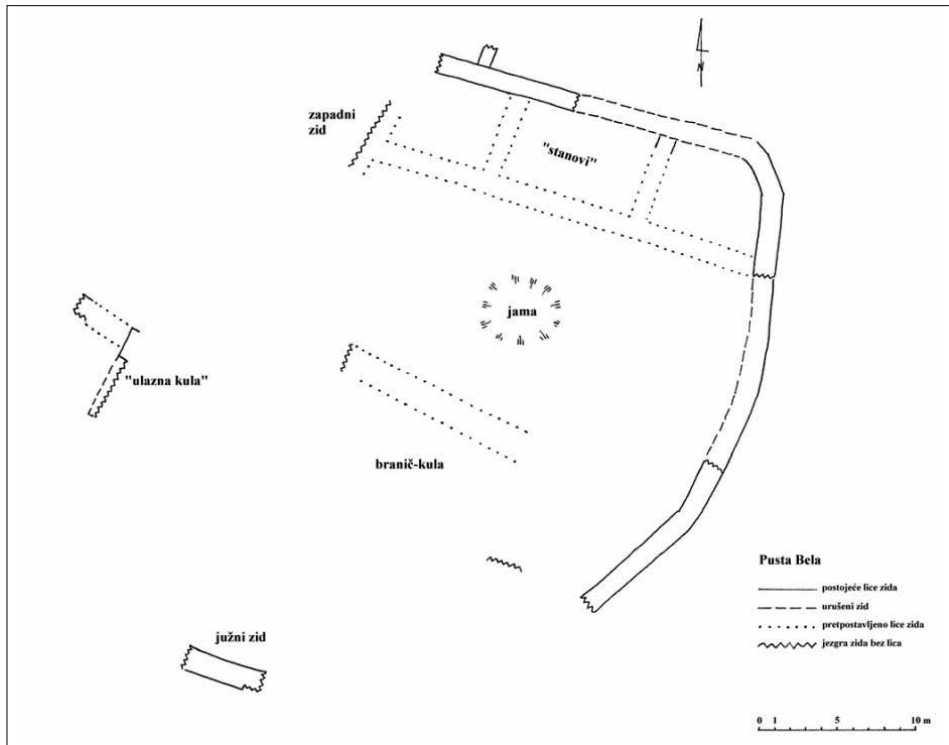 N
zapadni
zid
"stanovi"
jama
"ulazna kula"
branič-kula
južni zid
Pusta Bela
postojeće lice zida
urušeni zid
pretpostavljeno lice zida
jezgra zida bez lica
0 1 5 10 m